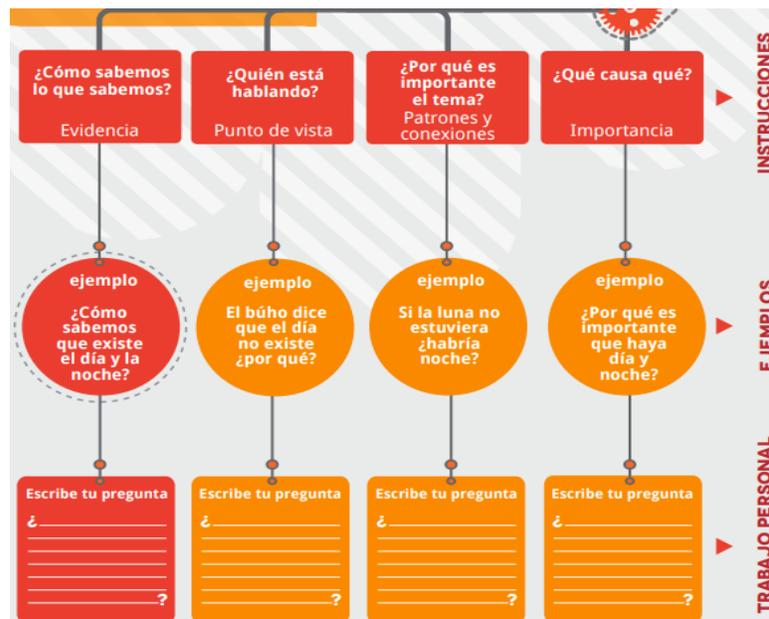 ¿Cómo sabemos
lo que sabemos?
Evidencia
¿Quién está
hablando?
Punto de vista
¿Por qué es
importante
el tema?
Patrones y
conexiones
¿Qué causa qué?
Importancia
INSTRUCCIONES
ejemplo
¿Cómo
sabemos
que existe
el día y la
noche?
ejemplo
El búho dice
que el día
no existe
¿por qué?
ejemplo
Si la luna no
estuviera
¿habría
noche?
ejemplo
¿Por qué es
importante
que haya
día y
noche?
EJEMPLOS
Escribe tu pregunta
¿
?
Escribe tu pregunta
¿
?
Escribe tu pregunta
¿
?
Escribe tu pregunta
¿
?
TRABAJO PERSONAL